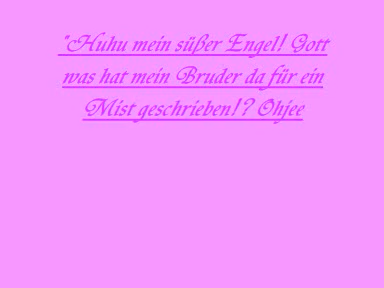 "Huhu mein süßer Engel! Gott
was hat mein Bruder da für ein
Mist geschrieben!? Ohjee